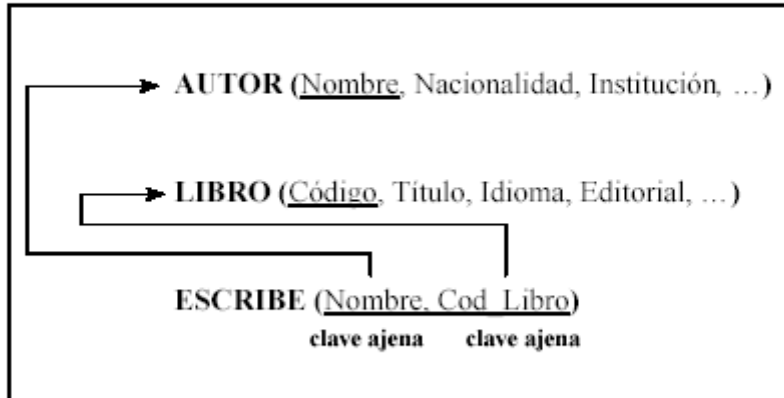 AUTOR (Nombre, Nacionalidad, Institución, ...)
LIBRO (Código, Título, Idioma, Editorial, ...)
ESCRIBE (Nombre, Cod_Libro)
clave ajena clave ajena